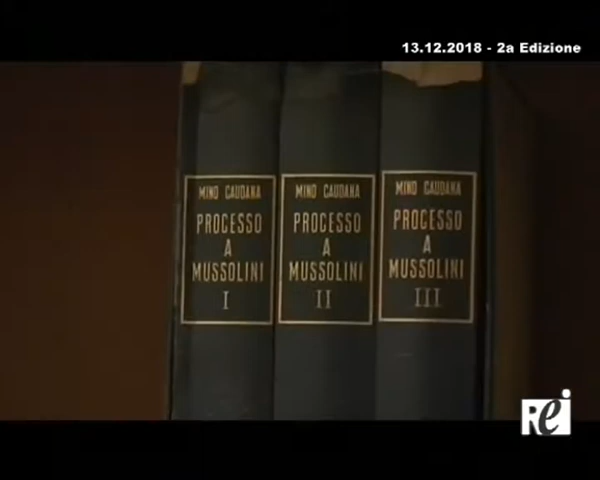 13.12.2018 - 2a Edizione
MINO CAUDANA
PROCESSO
A
MUSSOLINI
I
MINO CAUDANA
PROCESSO
A
MUSSOLINI
II
MINO CAUDANA
PROCESSO
A
MUSSOLINI
III
Rei